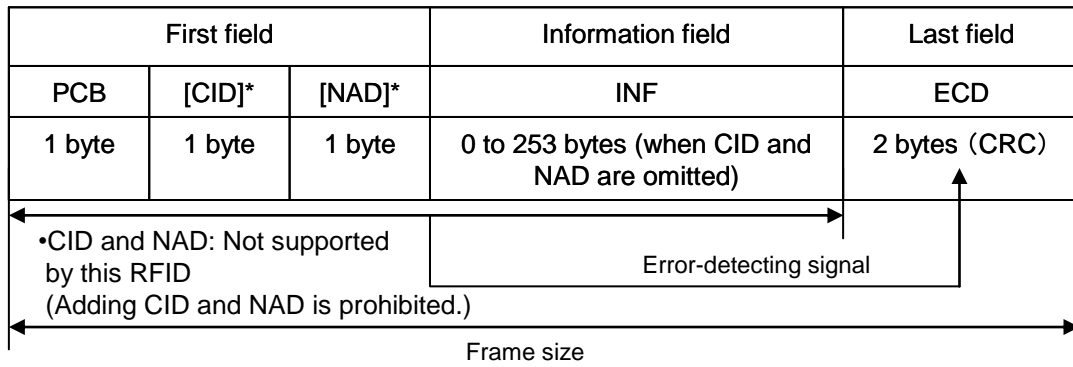 First field Information field Last field
PCB [CID]* [NAD]* INF ECD
1 byte 1 byte 1 byte 0 to 253 bytes (when CID and NAD are omitted) 2 bytes (CRC)
•CID and NAD: Not supported
by this RFID
(Adding CID and NAD is prohibited.)
Error-detecting signal
Frame size